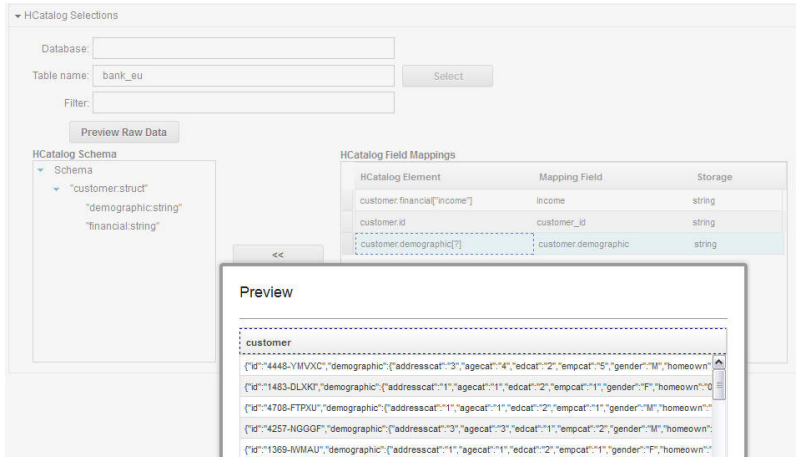 HCatalog Selections
Database:
Table name: bank_eu Select
Filter:
Preview Raw Data
HCatalog Schema
Schema
"customer:struct"
"demographic:string"
"financial:string"
<<
HCatalog Field Mappings
HCatalog Element Mapping Field Storage
customer.financial["income"] income string
customer.id customer_id string
customer.demographic[?] customer.demographic string
Preview
customer
{"id":"4448-YMVXC","demographic":{"addresscat":"3","agecat":"4","edcat":"2","empcat":"5","gender":"M","homeown"
{"id":"1483-DLXKI","demographic":{"addresscat":"1","agecat":"1","edcat":"2","empcat":"1","gender":"F","homeown":"0
{"id":"4708-FTPXU","demographic":{"addresscat":"1","agecat":"1","edcat":"2","empcat":"1","gender":"M","homeown":"
{"id":"4257-NGGGF","demographic":{"addresscat":"3","agecat":"3","edcat":"1","empcat":"2","gender":"M","homeown":
{"id":"1369-IWMAU","demographic":{"addresscat":"1","agecat":"1","edcat":"2","empcat":"1","gender":"F","homeown":"